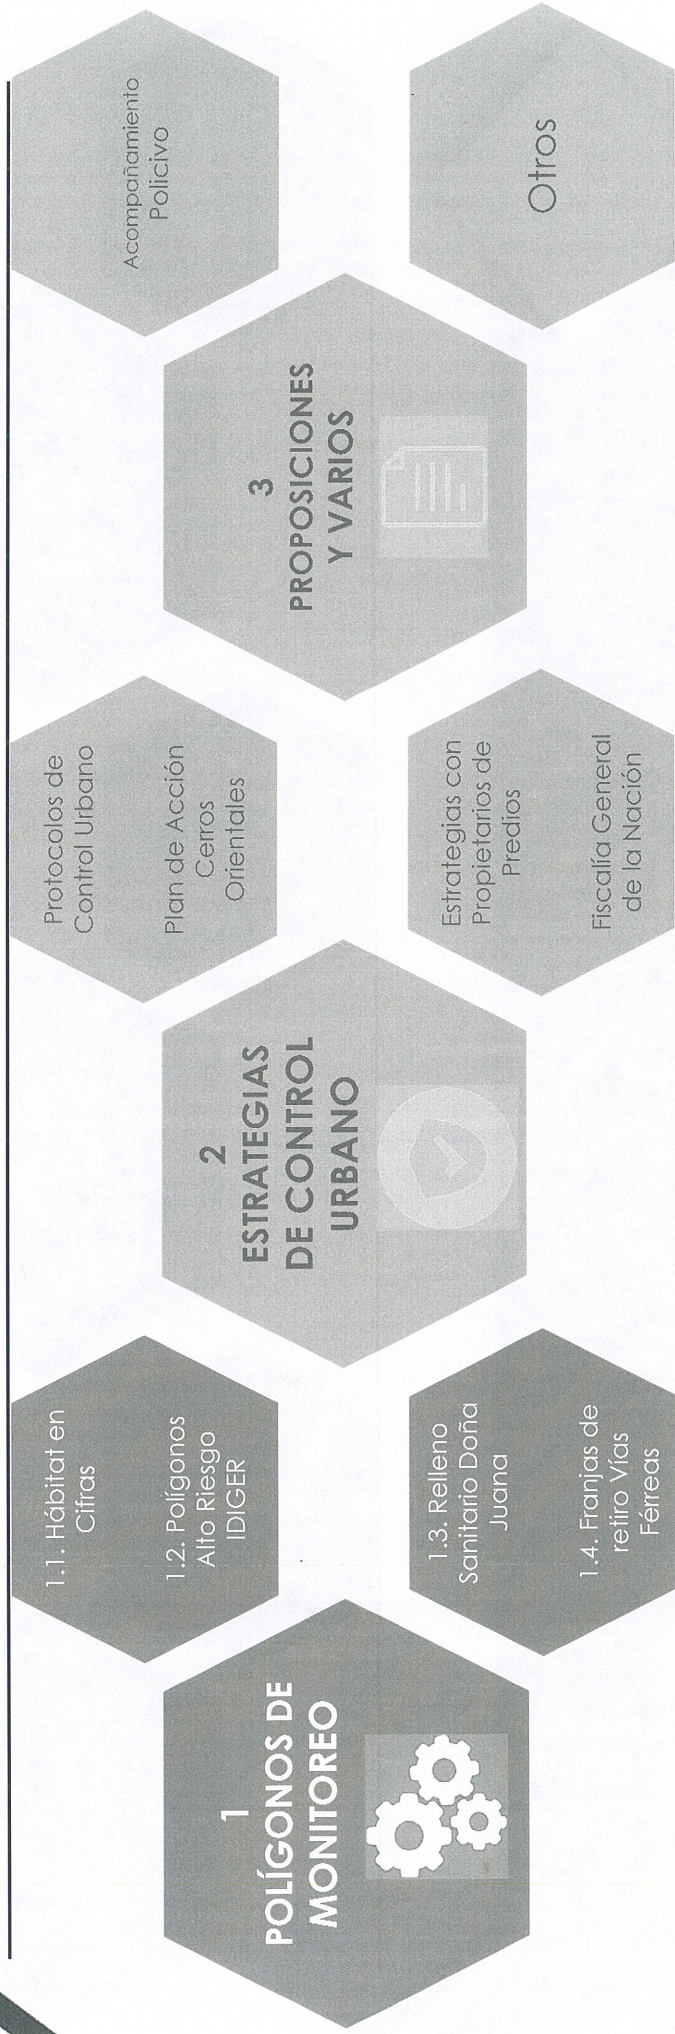 1
POLÍGONOS DE
MONITOREO
1.1. Hábitat en
Cifras
1.2. Polígonos
Alto Riesgo
IDIGER
1.3. Relleno
Sanitario Doña
Juana
1.4. Franjas de
retiro Vías
Férreas
2
ESTRATEGIAS
DE CONTROL
URBANO
Protocolos de
Control Urbano
Plan de Acción
Cerros
Orientales
Estrategias con
Propietarios de
Predios
Fiscalía General
de la Nación
3
PROPOSICIONES
Y VARIOS
Acompañamiento
Policivo
Otros